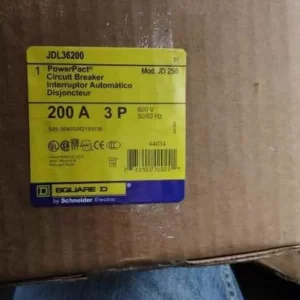 JDL36200
1 PowerPact® Mod. JD 250
Circuit Breaker
Interruptor Automático
Disjoncteur
200 A 3 P 600 V
50/60 Hz
44034
SQUARE D
by Schneider Electric